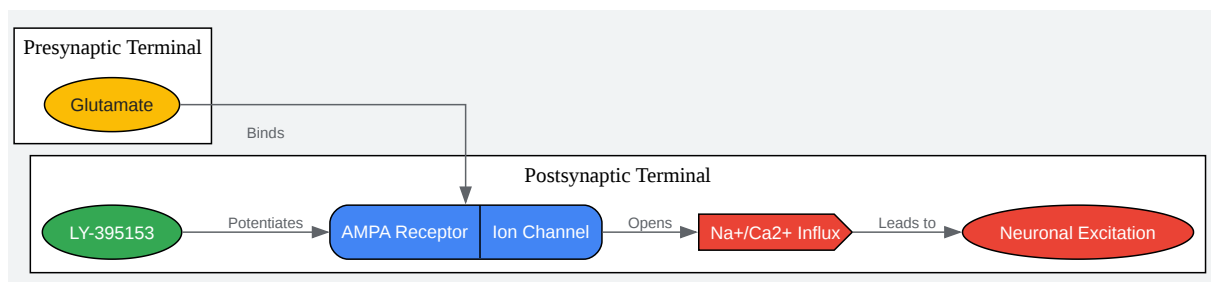 Presynaptic Terminal
Glutamate
Binds
Postsynaptic Terminal
LY-395153
Potentiates
AMPA Receptor
Ion Channel
Opens
Na+/Ca2+ Influx
Leads to
Neuronal Excitation